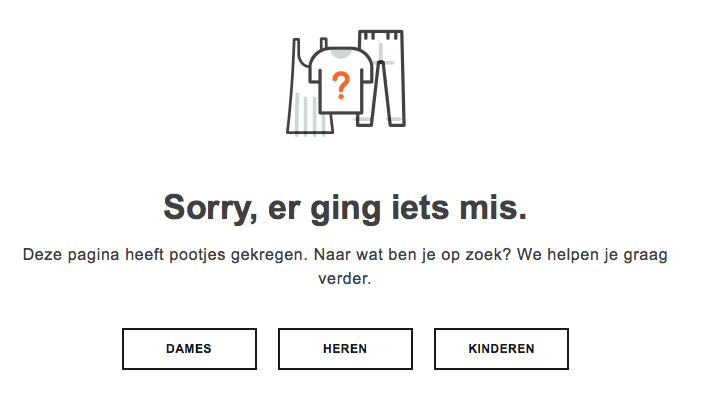 ?
Sorry, er ging iets mis.
Deze pagina heeft pootjes gekregen. Naar wat ben je op zoek? We helpen je graag
verder.
DAMES
HEREN
KINDEREN